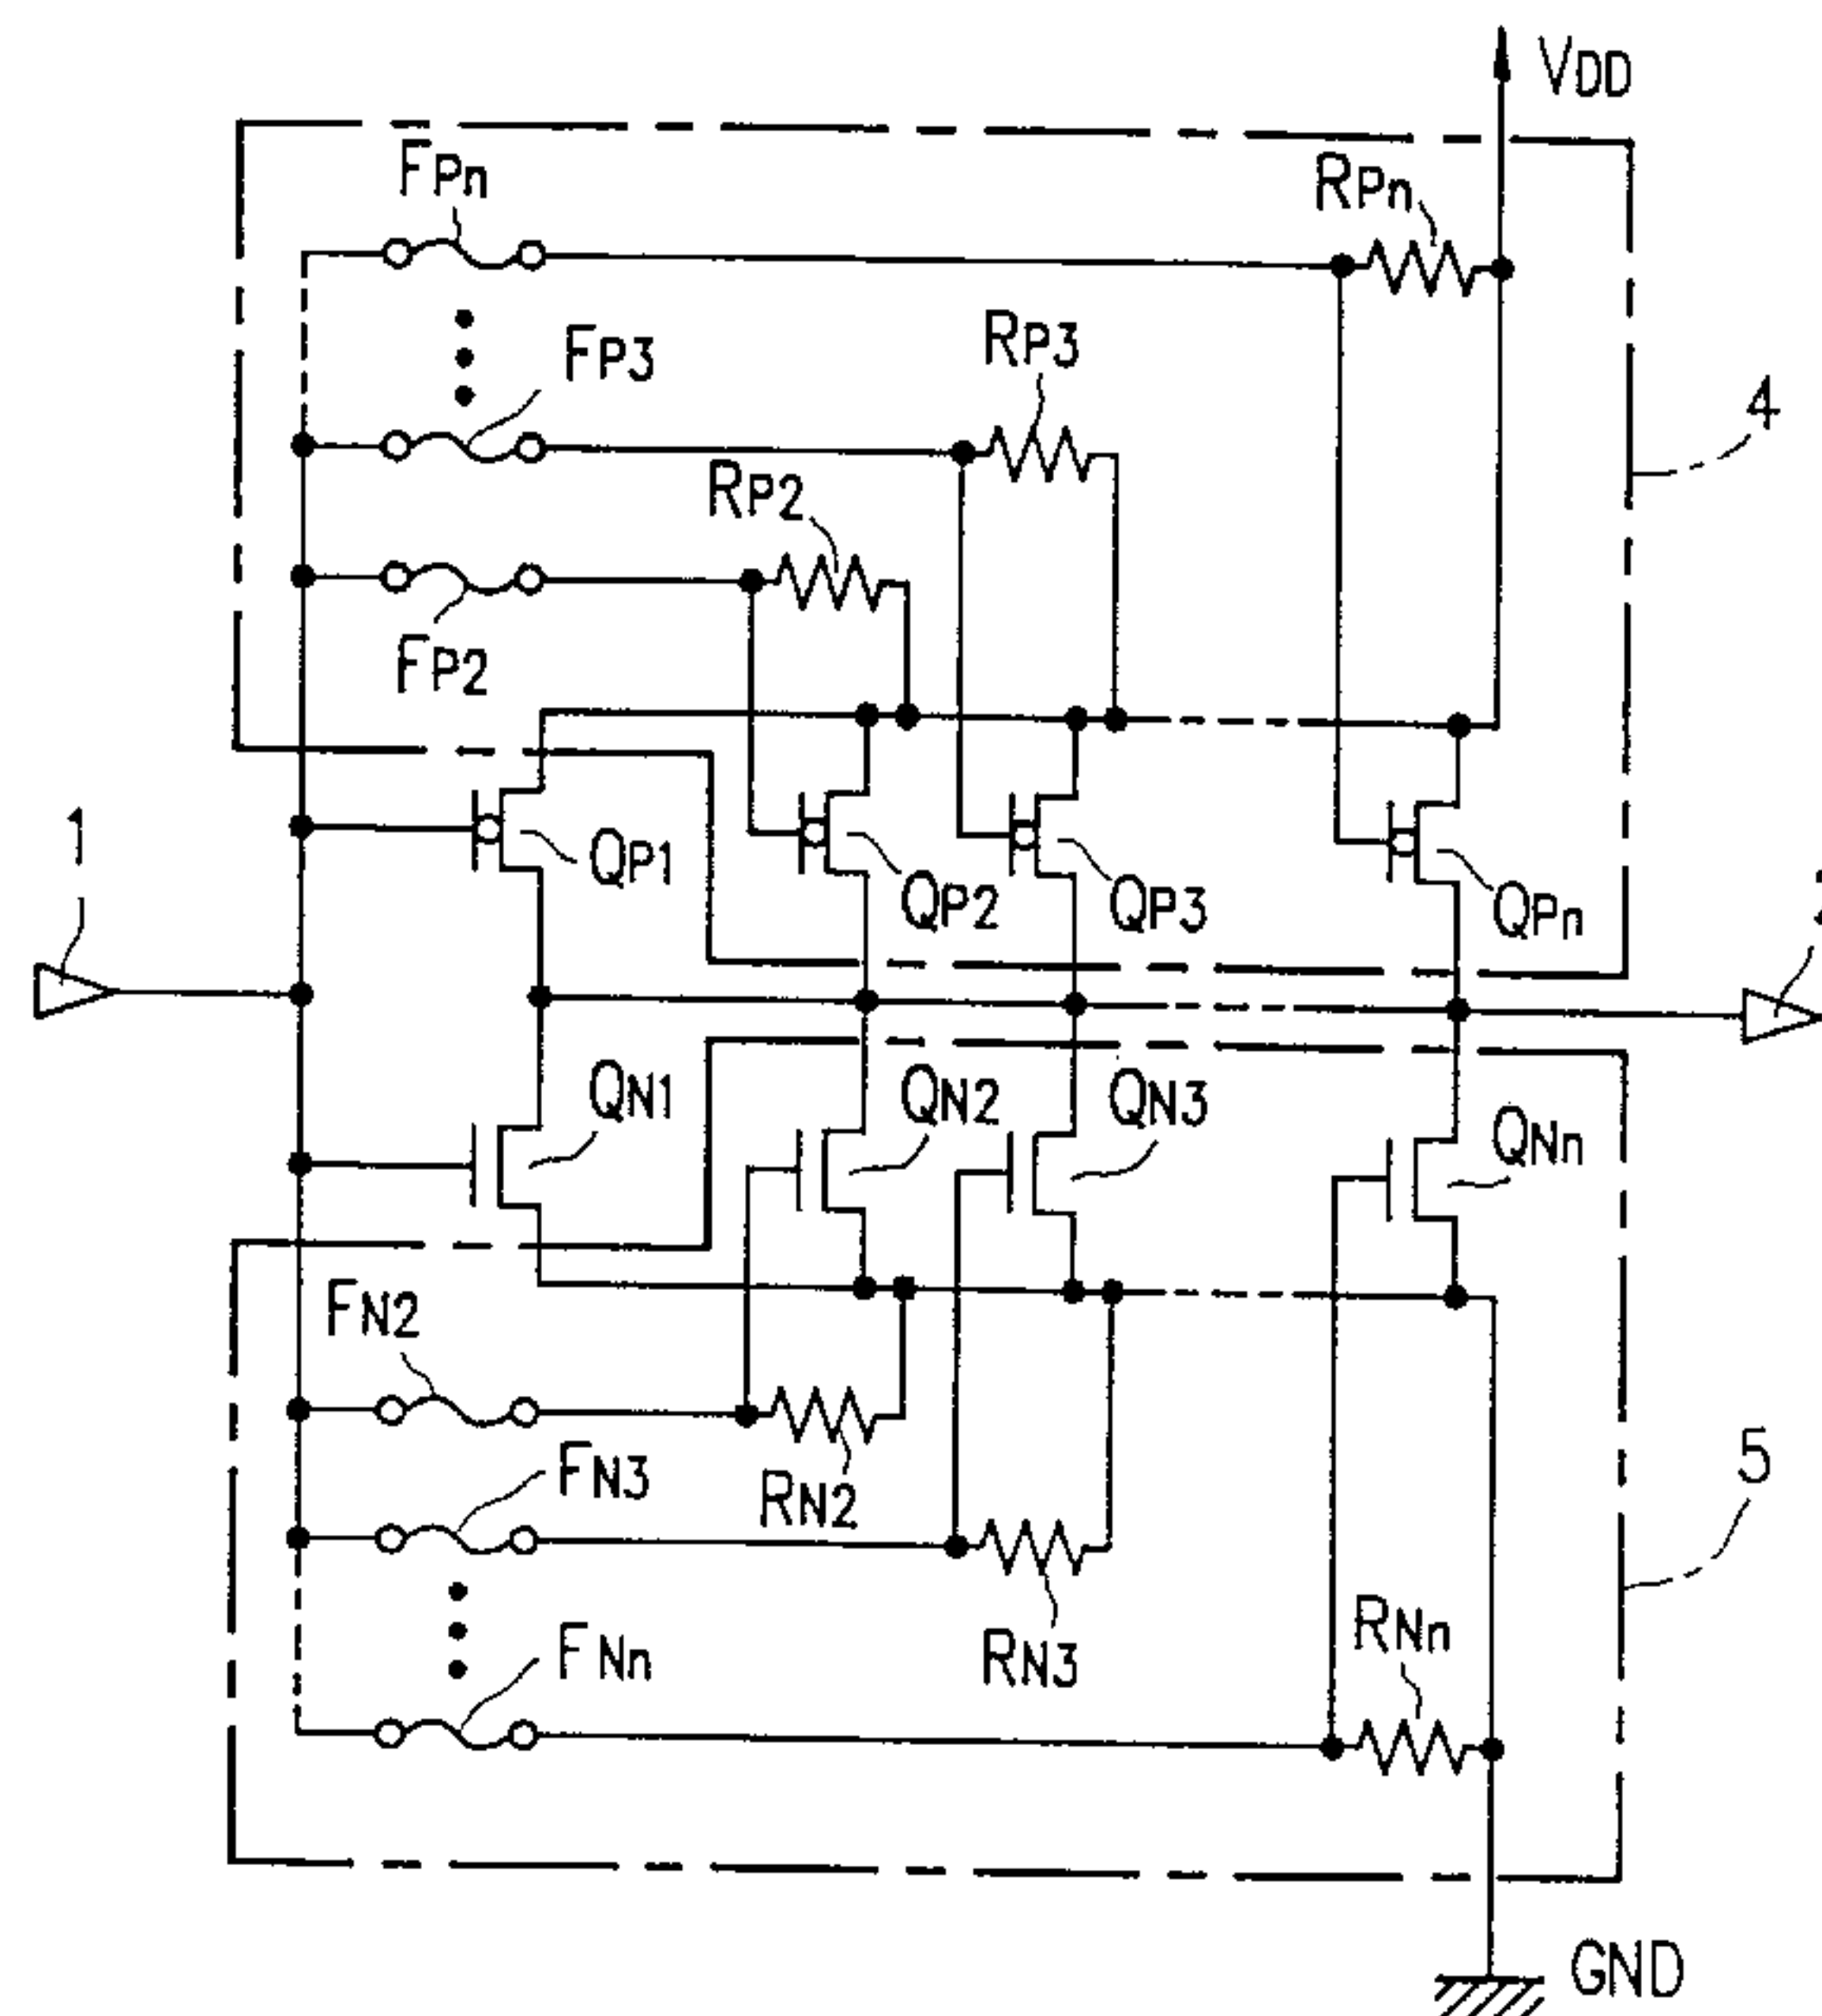 VDD
FPn
RPn
FP3
RP3
4
RP2
FP2
1
QP1
QP2
QP3
QPn
QN1
QN2
QN3
QNn
FN2
FN3
RN2
5
FNn
RN3
RNn
GND